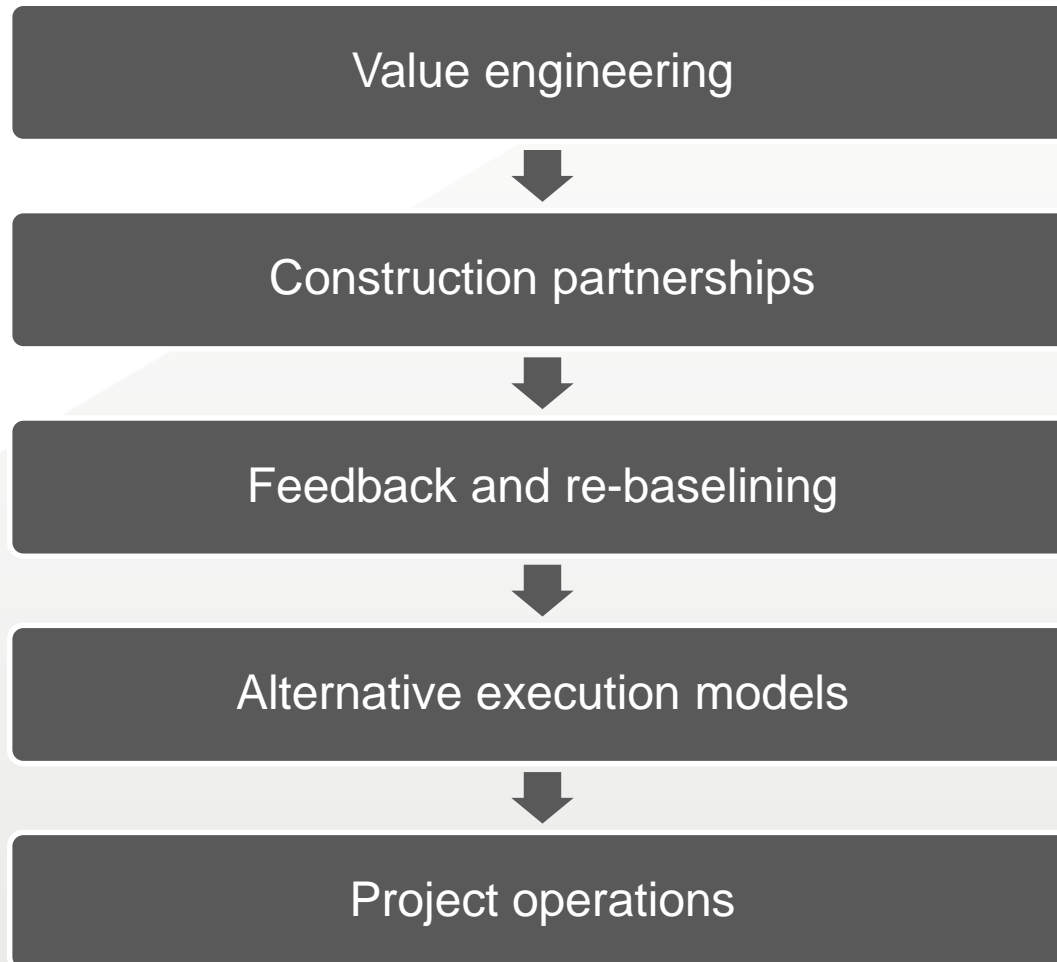 Value engineering
Construction partnerships
Feedback and re-baselining
Alternative execution models
Project operations